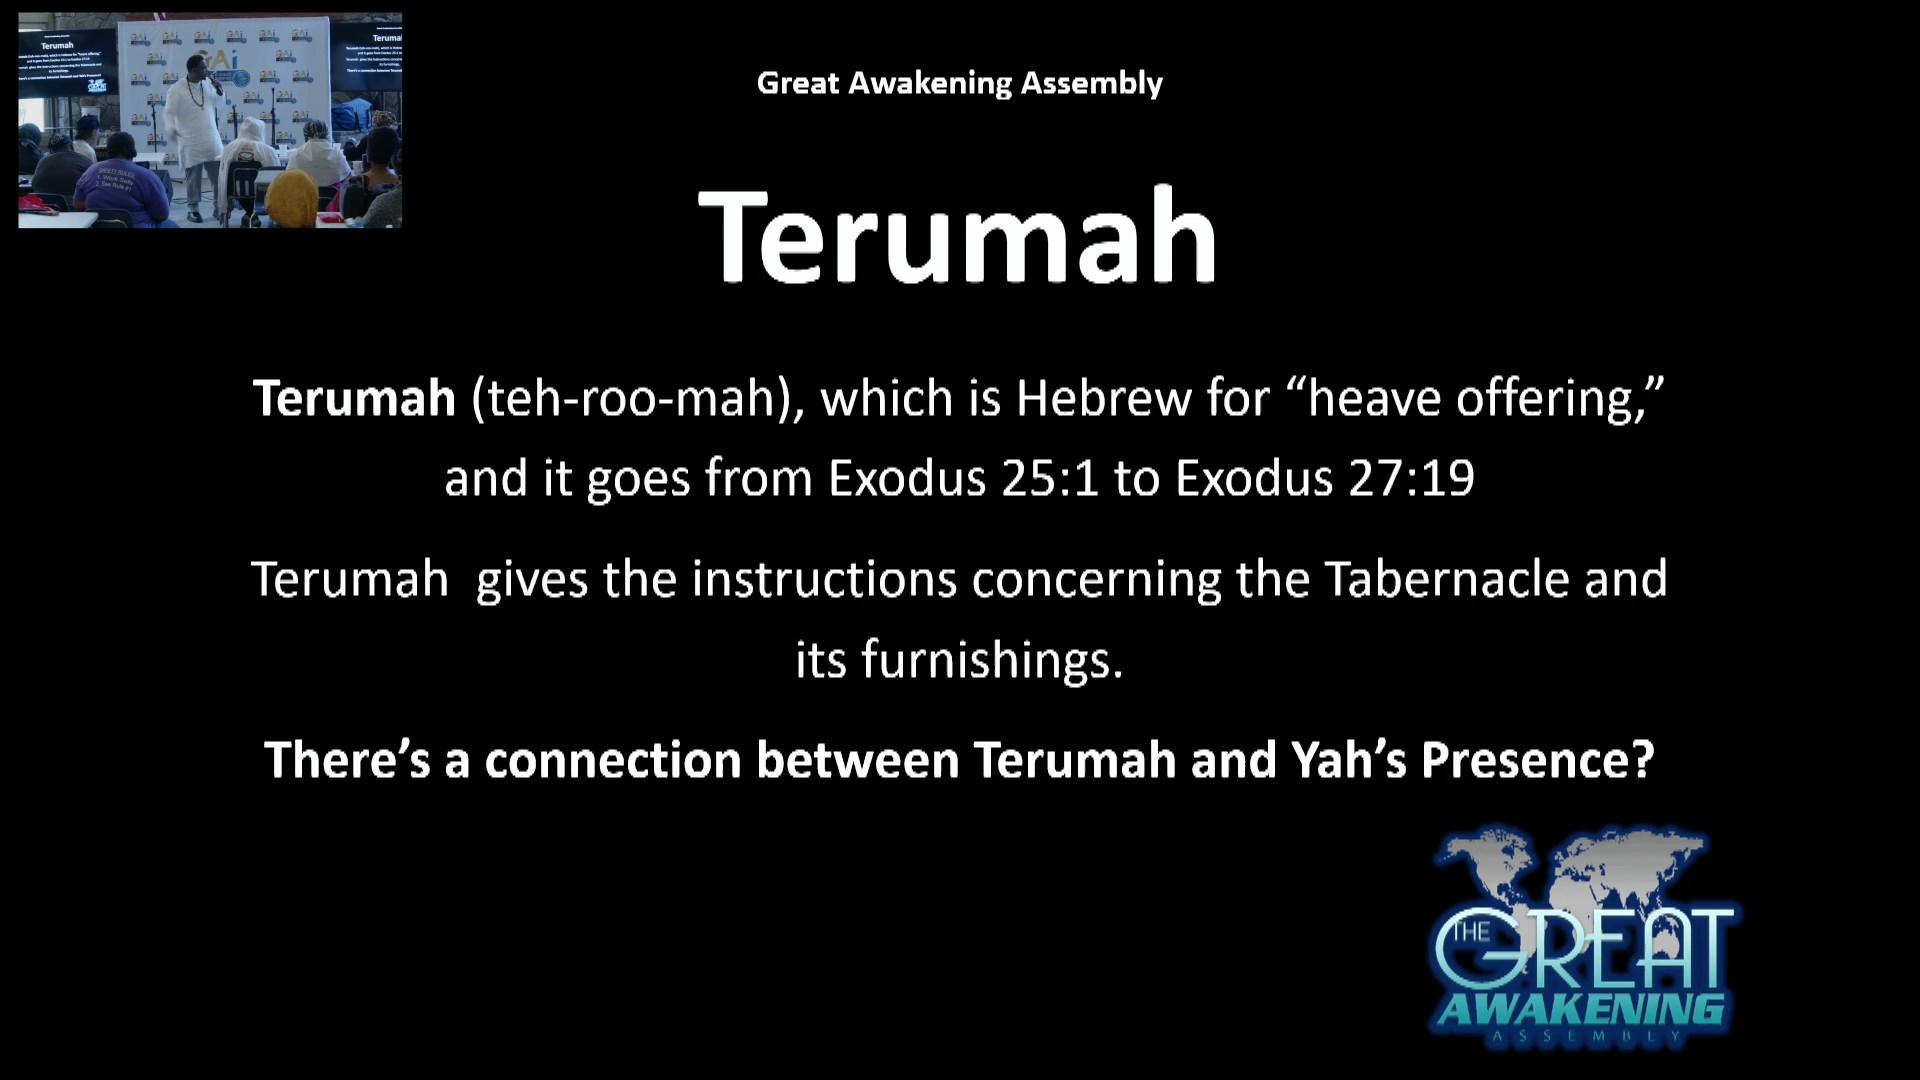 Great Awakening Assembly
Terumah
Terumah (teh-roo-mah), which is Hebrew for “heave offering,”
and it goes from Exodus 25:1 to Exodus 27:19
Terumah  gives the instructions concerning the Tabernacle and
its furnishings.
There’s a connection between Terumah and Yah’s Presence?
THE
GREAT
AWAKENING
ASSEMBLY
Terumah
GAi